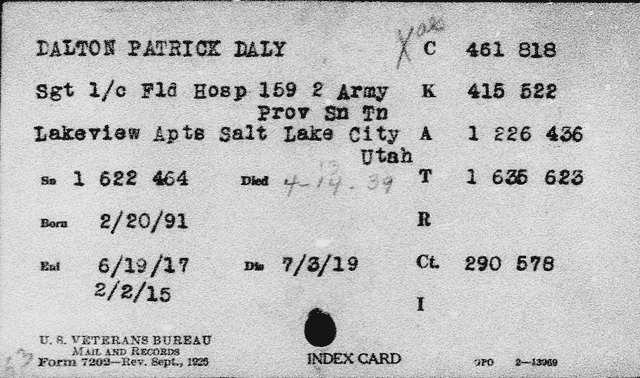 DALTON PATRICK DALY C 461 818
Sgt 1/c Fld Hosp 159 2 Army K 415 522
Prov Sn Tn
Lakeview Apts Salt Lake City A 1 226 436
Utah
Sn 1 622 464 Died 4-14-39 T 1 635 623
Born 2/20/91 R
Enl 6/19/17 Dis 7/3/19 Ct. 290 578
2/2/15 I
U. S. VETERANS BUREAU
MAIL AND RECORDS
Form 7202—Rev. Sept., 1925 INDEX CARD GPO 2—13969